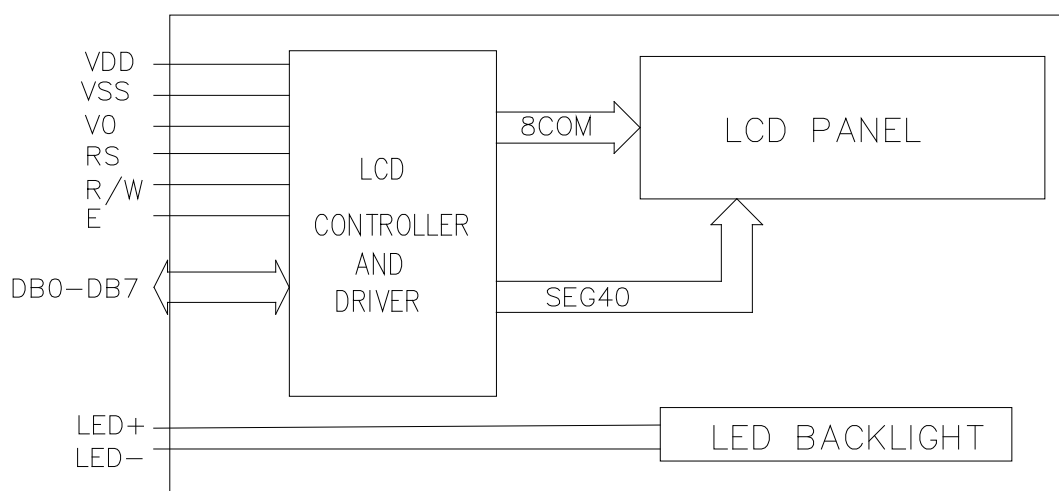 VDD
VSS
V0
RS
R/W
E
DB0-DB7
LED+
LED-
LCD
CONTROLLER
AND
DRIVER
8COM
SEG40
LCD PANEL
LED BACKLIGHT